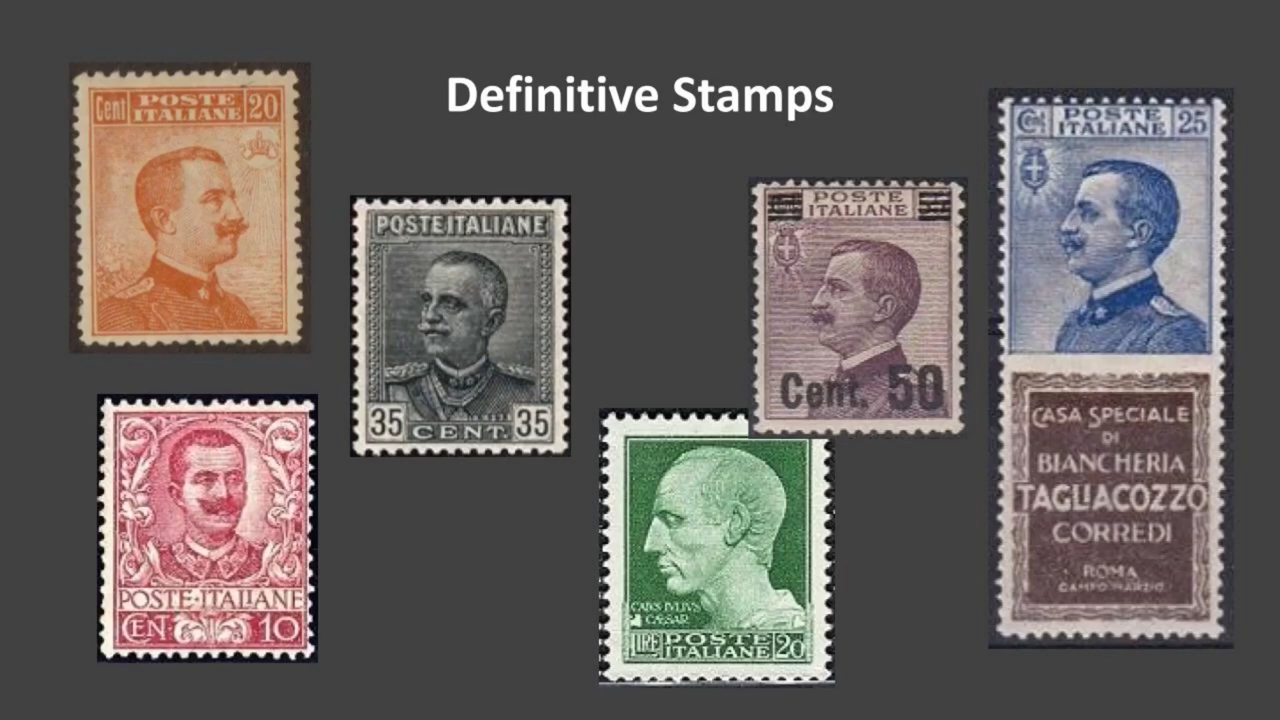 Definitive Stamps
Cent POSTE ITALIANE 20
POSTE ITALIANE
35 CENT. 35
POSTE·ITALIANE
CEN· 10
POSTE
ITALIANE
Cent. 50
CAIVS IVLIVS
CAESAR
LIRE POSTE ITALIANE 20
Cent POSTE ITALIANE 25
CASA SPECIALE
DI
BIANCHERIA
TAGLIACOZZO
CORREDI
ROMA
CAMPO MARZIO